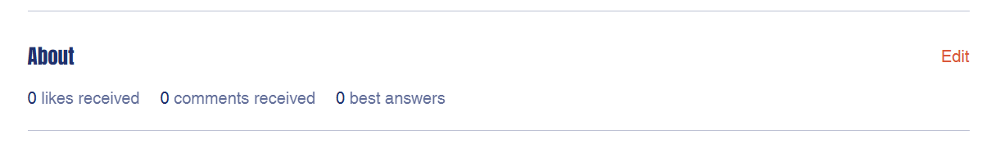 About Edit
0 likes received 0 comments received 0 best answers